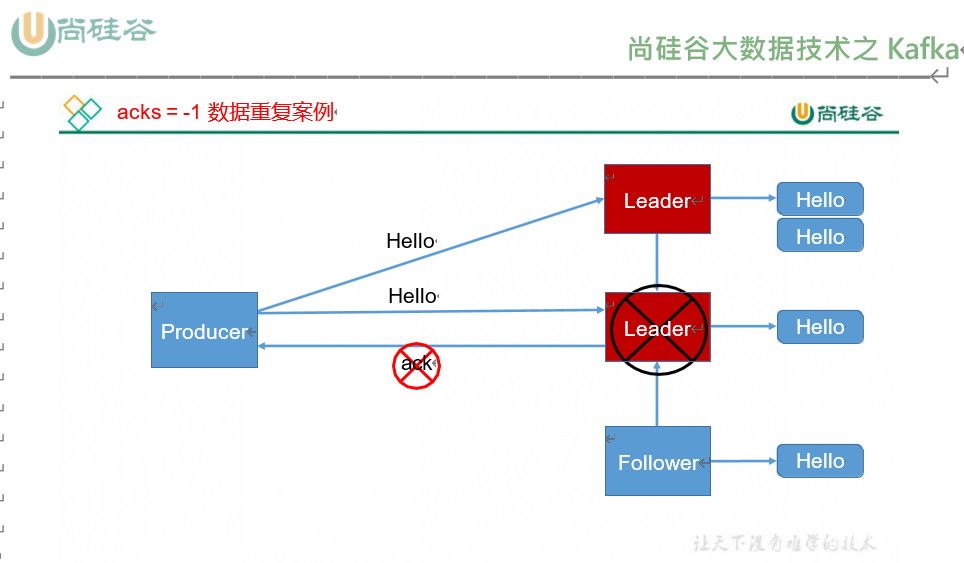 尚硅谷
尚硅谷大数据技术之 Kafka
acks = -1 数据重复案例
尚硅谷
Leader
Hello
Hello
Hello
Hello
Producer
Leader
Hello
ack
Follower
Hello
让天下没有难学的技术